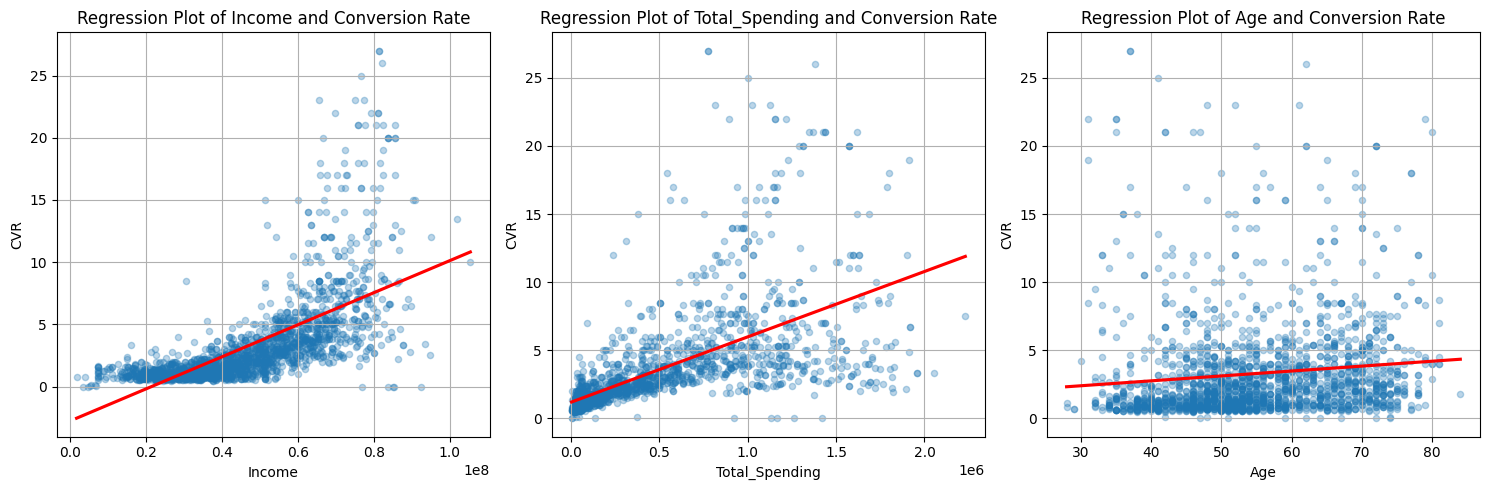 Regression Plot of Income and Conversion Rate
CVR
25
20
15
10
5
0
0.0 0.2 0.4 0.6 0.8 1.0
1e8
Income
Regression Plot of Total_Spending and Conversion Rate
CVR
25
20
15
10
5
0
0.0 0.5 1.0 1.5 2.0
1e6
Total_Spending
Regression Plot of Age and Conversion Rate
CVR
25
20
15
10
5
0
30 40 50 60 70 80
Age